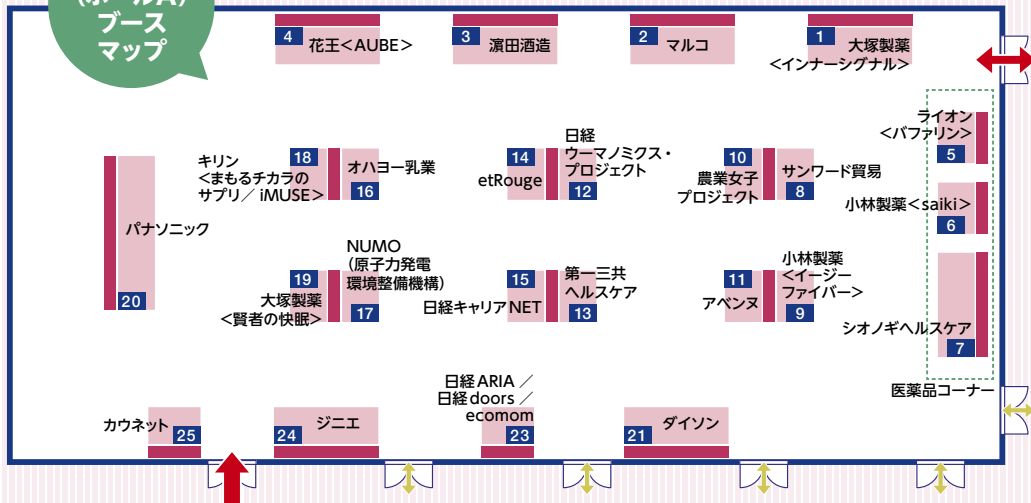 （ホールA）
ブース
マップ
4 花王＜AUBE＞
3 濵田酒造
2 マルコ
1 大塚製薬
＜インナーシグナル＞
ライオン
＜バファリン＞
5
小林製薬＜saiki＞
6
シオノギヘルスケア
7
医薬品コーナー
キリン
＜まもるチカラの
サプリ／ iMUSE＞
18
オハヨー乳業
16
14
etRouge
日経
ウーマノミクス・
プロジェクト
12
10
農業女子
プロジェクト
サンワード貿易
8
パナソニック
20
19
大塚製薬
＜賢者の快眠＞
NUMO
（原子力発電
環境整備機構）
17
15
日経キャリアNET
第一三共
ヘルスケア
13
11
アベンヌ
小林製薬
＜イージー
ファイバー＞
9
カウネット 25
24 ジニエ
日経ARIA ／
日経doors ／
ecomom
23
21 ダイソン